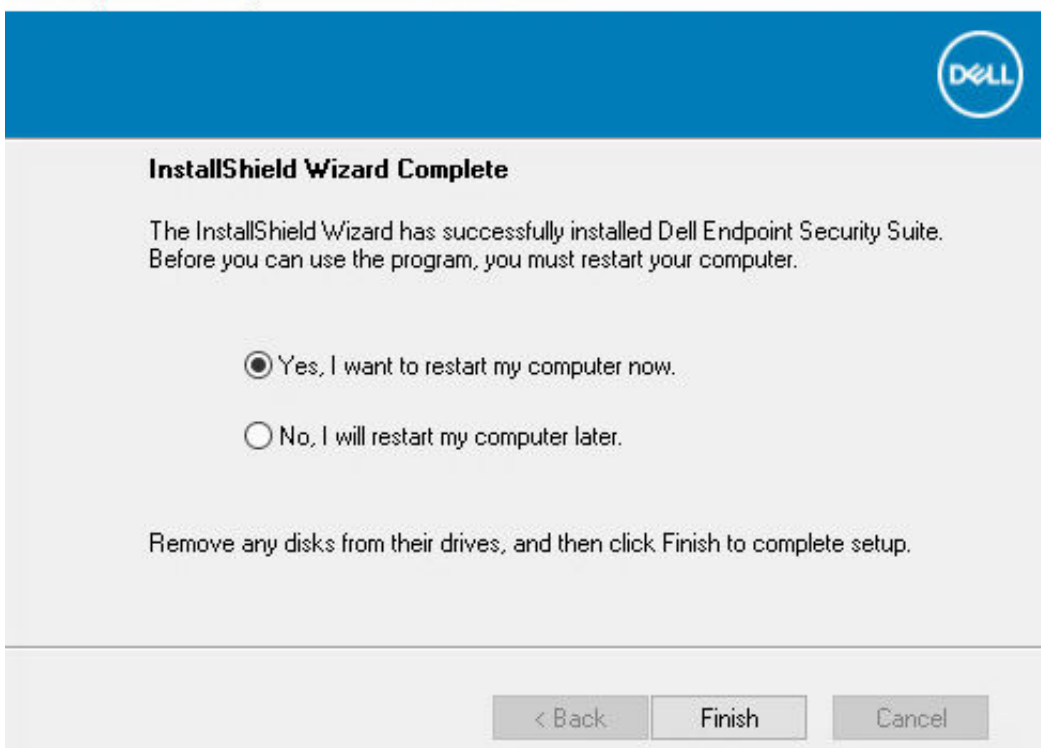 DELL
InstallShield Wizard Complete
The InstallShield Wizard has successfully installed Dell Endpoint Security Suite.
Before you can use the program, you must restart your computer.
Yes, I want to restart my computer now.
No, I will restart my computer later.
Remove any disks from their drives, and then click Finish to complete setup.
< Back Finish Cancel